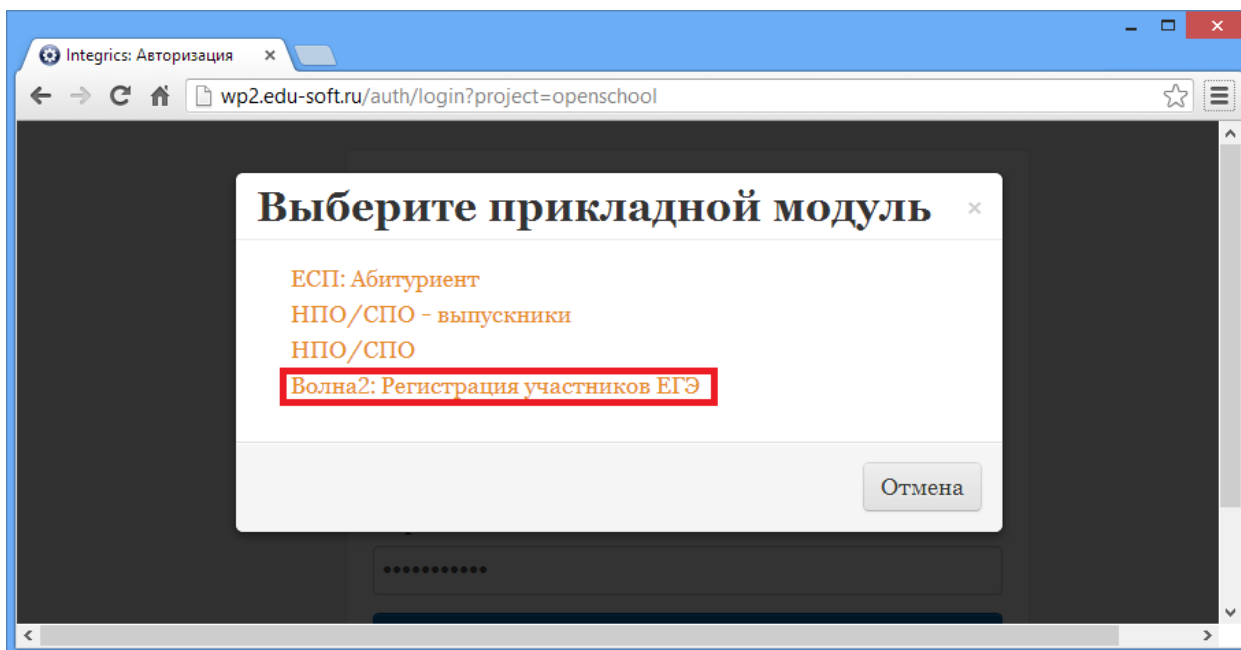 Integrics: Авторизация
wp2.edu-soft.ru/auth/login?project=openschool
Выберите прикладной модуль
ЕСП: Абитуриент
НПО/СПО - выпускники
НПО/СПО
Волна2: Регистрация участников ЕГЭ
Отмена